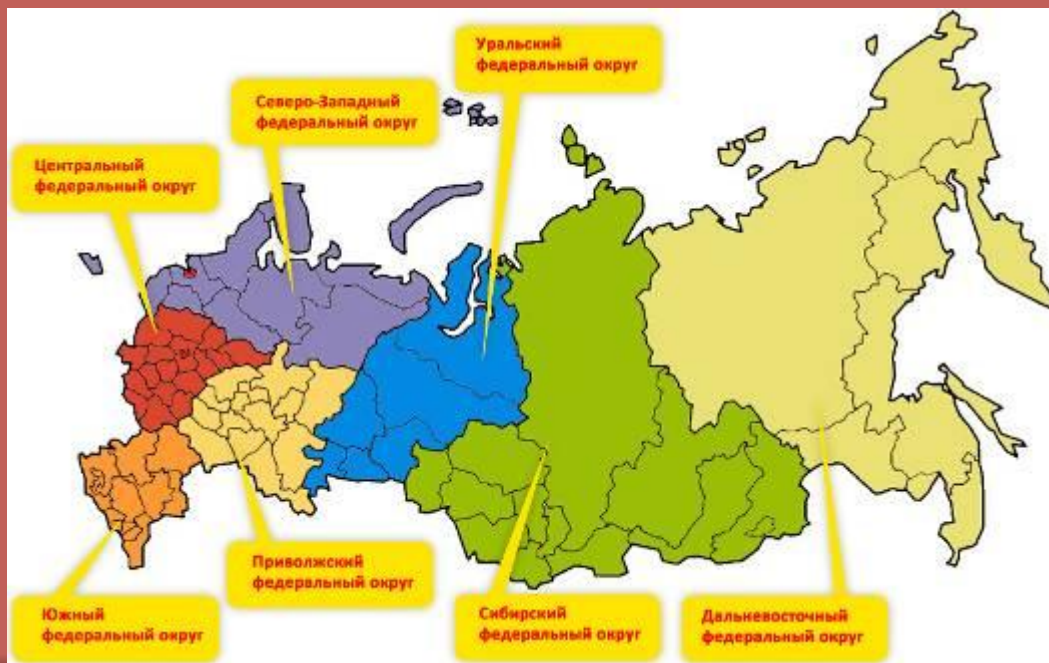 Уральский
федеральный округ
Северо-Западный
федеральный округ
Центральный
федеральный округ
Приволжский
федеральный округ
Южный
федеральный округ
Сибирский
федеральный округ
Дальневосточный
федеральный округ